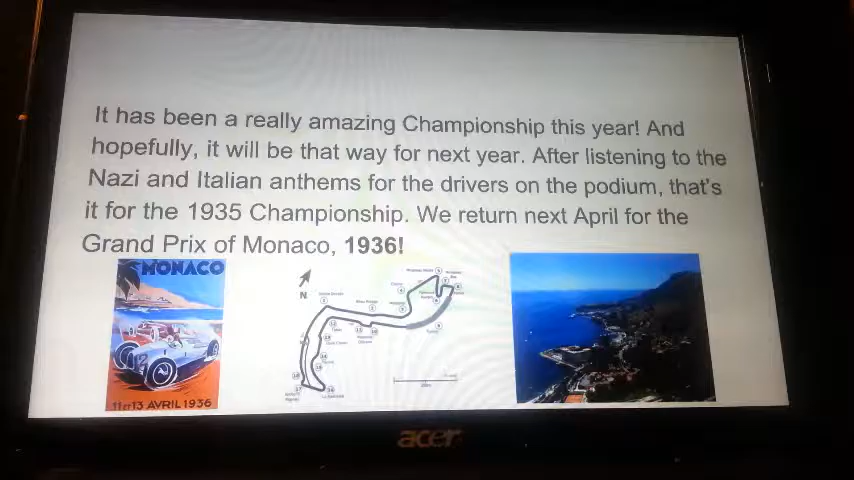 It has been a really amazing Championship this year! And
hopefully, it will be that way for next year. After listening to the
Nazi and Italian anthems for the drivers on the podium, that's
it for the 1935 Championship. We return next April for the
Grand Prix of Monaco, 1936!
MONACO
N
11 ET 13 AVRIL 1936
acer